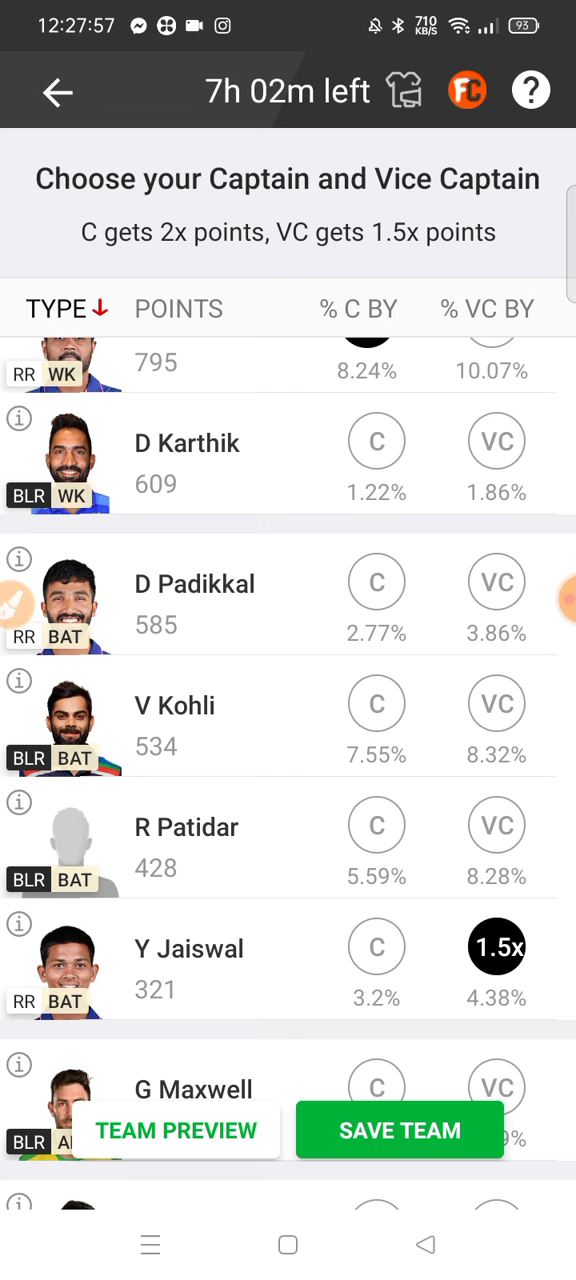 12:27:57 710 KB/S 93
7h 02m left FC ?
Choose your Captain and Vice Captain
C gets 2x points, VC gets 1.5x points
TYPE POINTS % C BY % VC BY
RR WK 795 8.24% 10.07%
D Karthik C VC
BLR WK 609 1.22% 1.86%
D Padikkal C VC
RR BAT 585 2.77% 3.86%
V Kohli C VC
BLR BAT 534 7.55% 8.32%
R Patidar C VC
BLR BAT 428 5.59% 8.28%
Y Jaiswal C 1.5x
RR BAT 321 3.2% 4.38%
G Maxwell C VC
BLR
TEAM PREVIEW SAVE TEAM